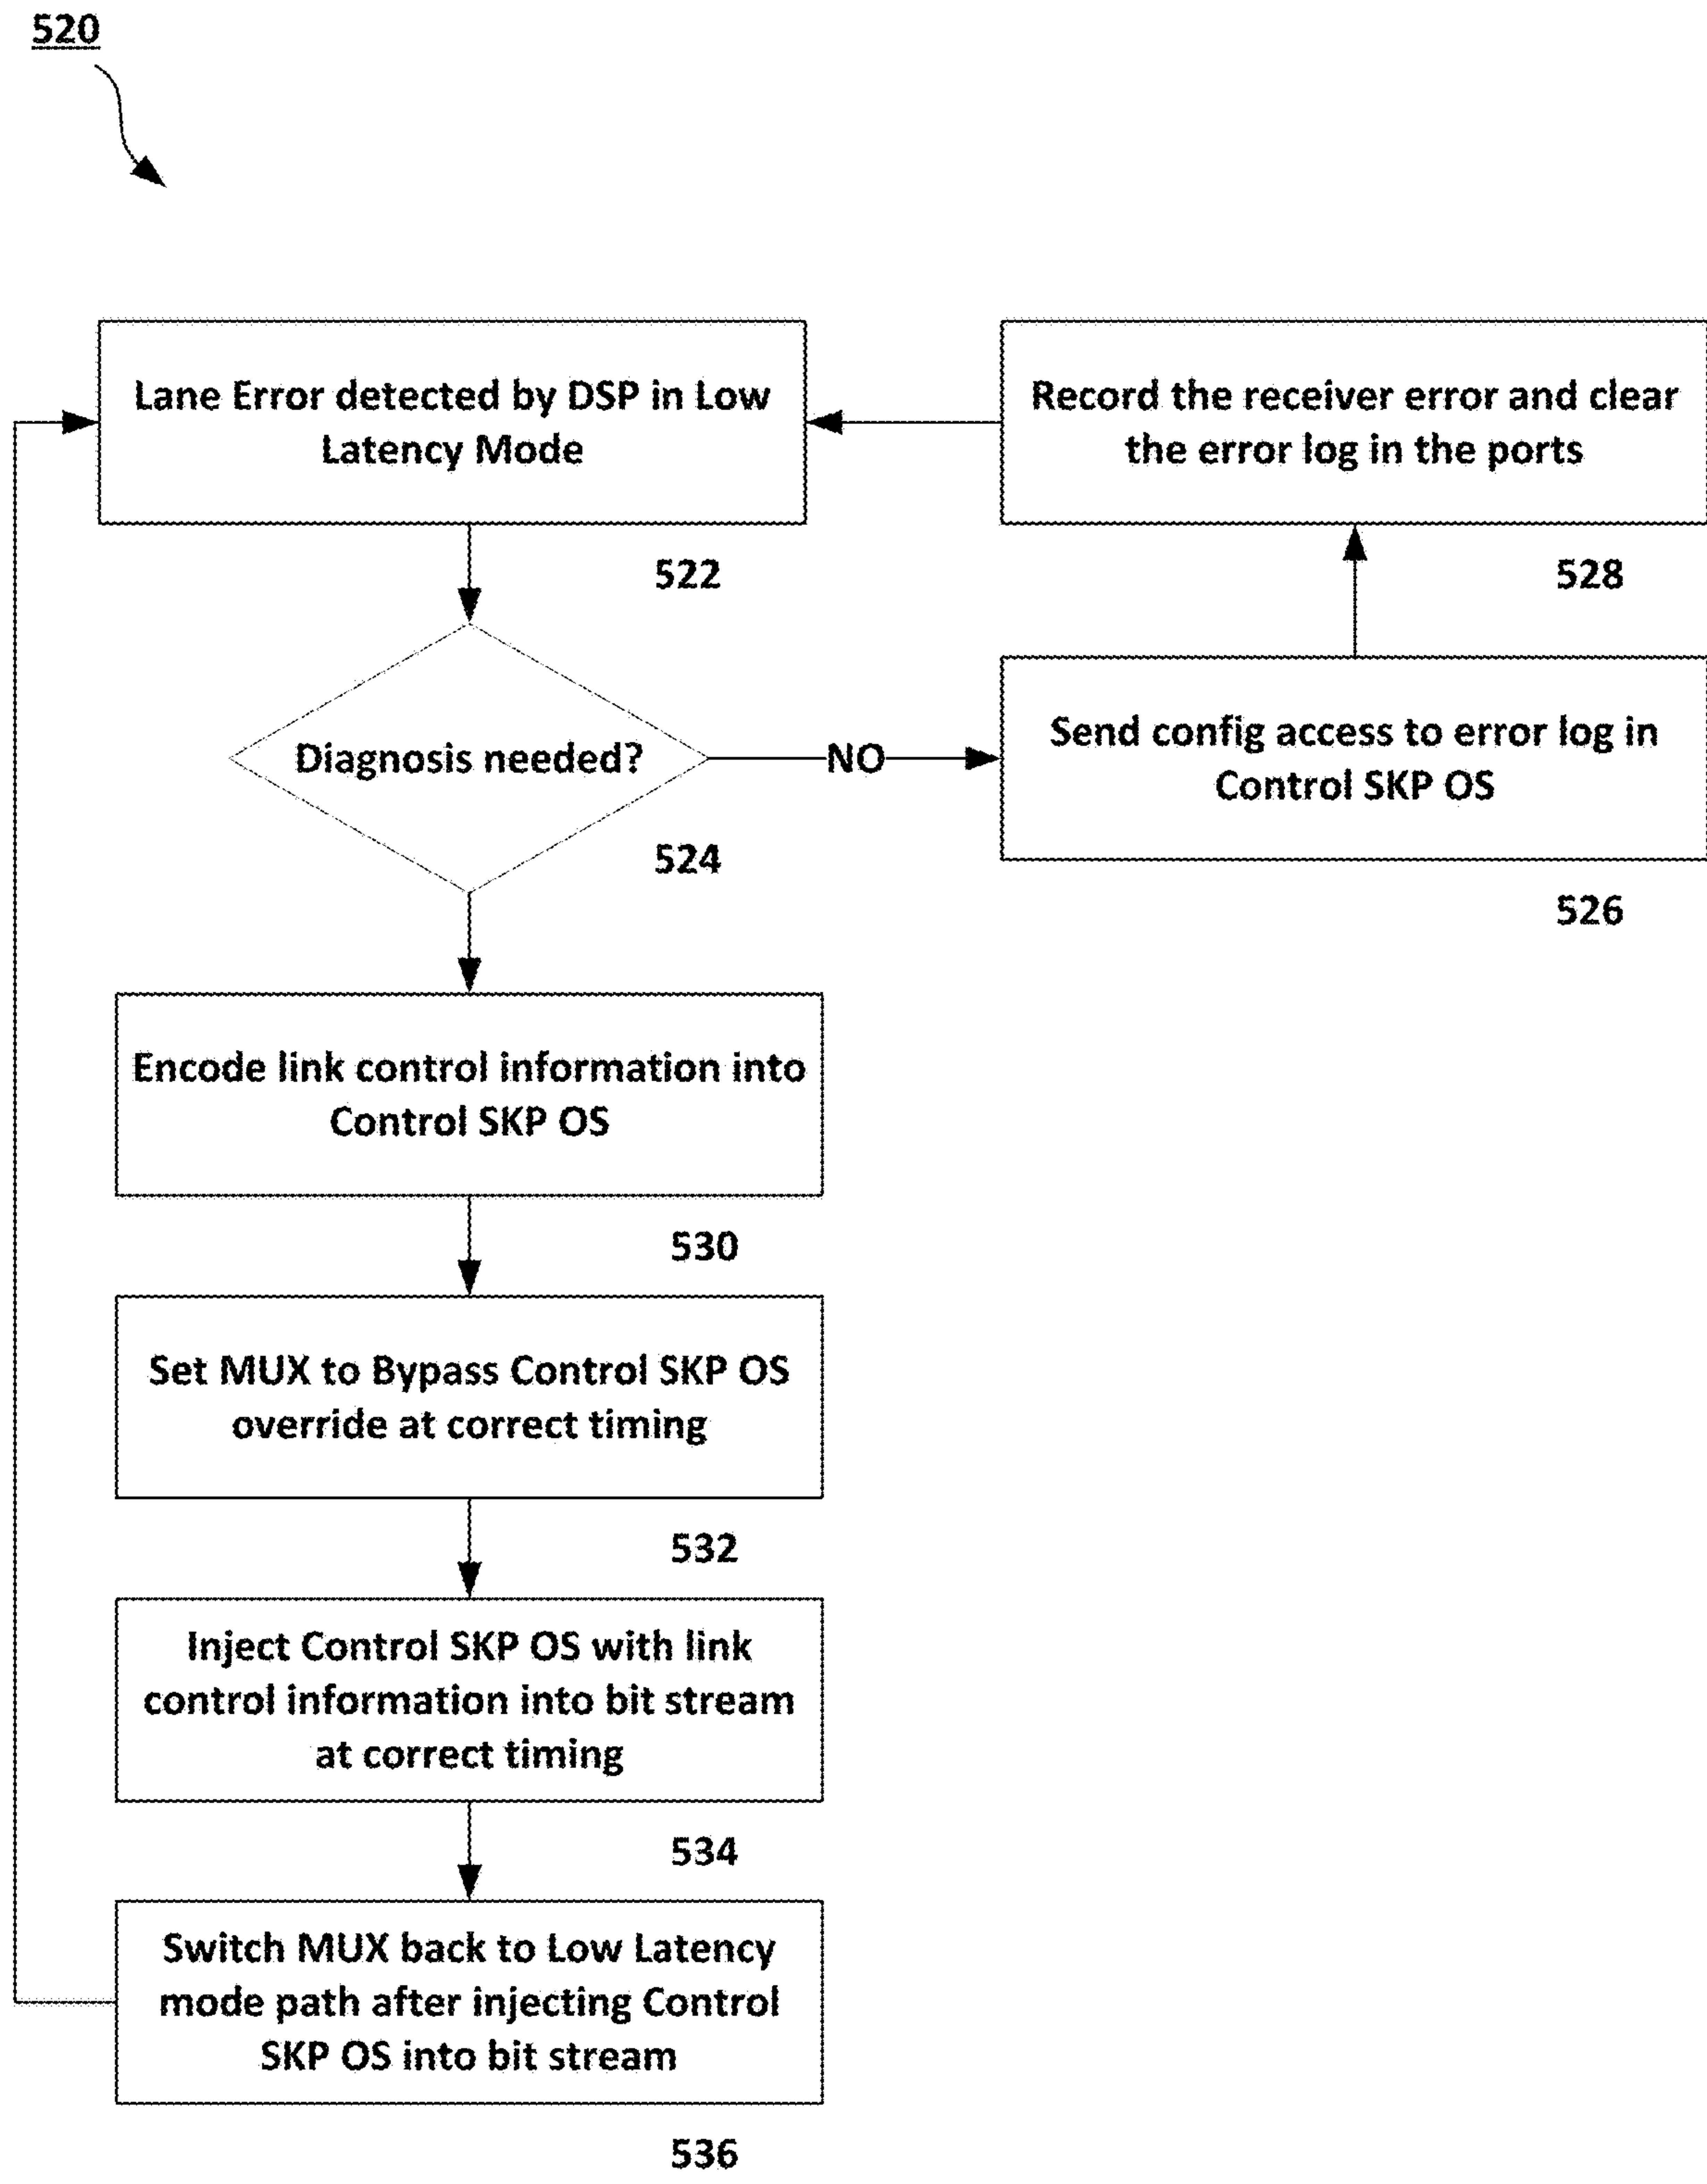 520
Lane Error detected by DSP in Low
Latency Mode
522
Record the receiver error and clear
the error log in the ports
528
Diagnosis needed?
524
NO
Send config access to error log in
Control SKP OS
526
Encode link control information into
Control SKP OS
530
Set MUX to Bypass Control SKP OS
override at correct timing
532
Inject Control SKP OS with link
control information into bit stream
at correct timing
534
Switch MUX back to Low Latency
mode path after injecting Control
SKP OS into bit stream
536